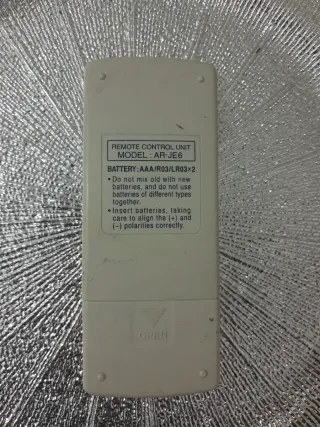 REMOTE CONTROL UNIT
MODEL : AR-JE6
BATTERY:AAA/R03/LR03×2
• Do not mix old with new
batteries, and do not use
batteries of different types
together.
• Insert batteries, taking
care to align the (+) and
(−) polarities correctly.
OPEN